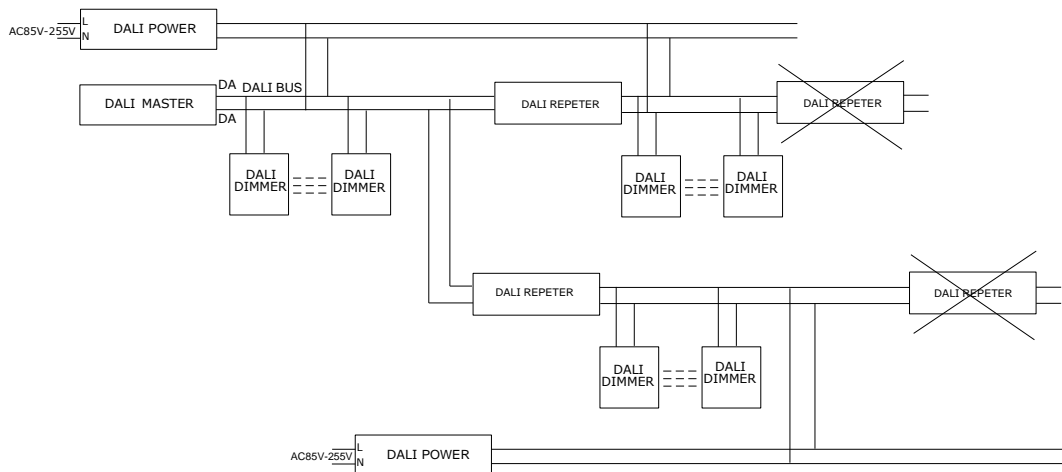 L
AC85V-255V
N
DALI POWER
DA
DALI BUS
DALI MASTER
DA
DALI REPETER
DALI REPETER
DALI
DIMMER
DALI
DIMMER
DALI
DIMMER
DALI
DIMMER
DALI REPETER
DALI REPETER
DALI
DIMMER
DALI
DIMMER
L
AC85V-255V
N
DALI POWER